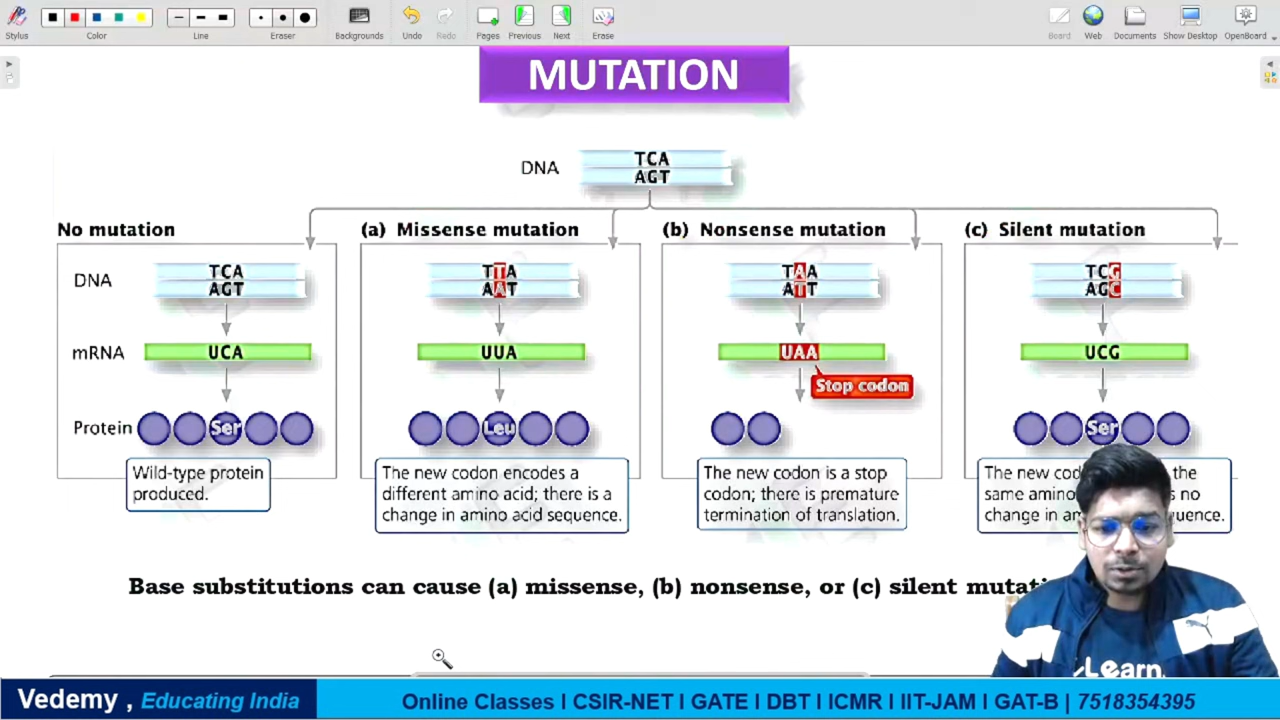 Stylus
Color
Line
Eraser
Backgrounds
Undo
Redo
Pages
Previous
Next
Erase
Board
Web
Documents
Show Desktop
OpenBoard
MUTATION
DNA
TCA
AGT
No mutation
(a) Missense mutation
(b) Nonsense mutation
(c) Silent mutation
DNA
TCA
AGT
TTA
AAT
TAA
ATT
TCG
AGC
mRNA
UCA
UUA
UAA
UCG
Stop codon
Protein
Ser
Leu
Ser
Wild-type protein
produced.
The new codon encodes a
different amino acid; there is a
change in amino acid sequence.
The new codon is a stop
codon; there is premature
termination of translation.
The new the
same amino no
change in
Base substitutions can cause (a) missense, (b) nonsense, or (c) silent
Learn
Vedemy , Educating India
Online Classes I CSIR-NET I GATE I DBT I ICMR I IIT-JAM I GAT-B | 7518354395